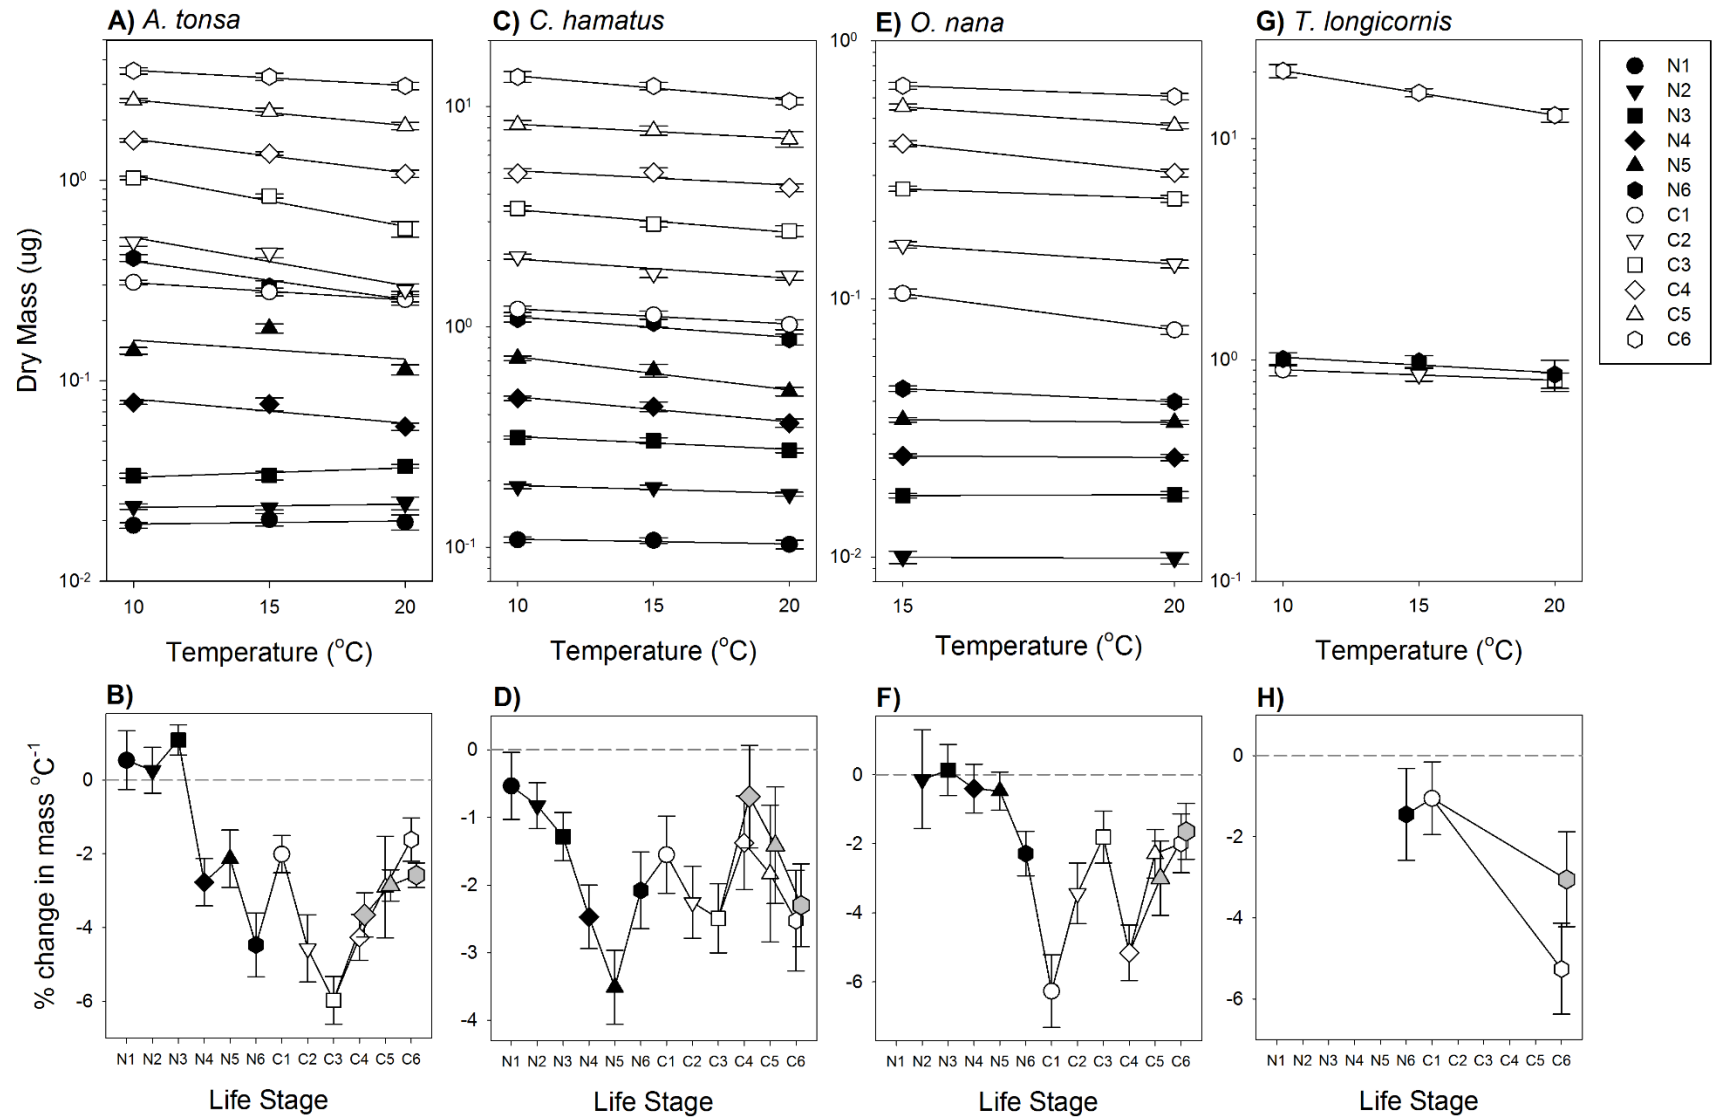 A) A. tonsa
C) C. hamatus
E) O. nana
G) T. longicornis
Dry Mass (ug)
10⁰
10⁻¹
10⁻²
10 15 20
Temperature (°C)
10¹
10⁰
10⁻¹
10 15 20
Temperature (°C)
10⁰
10⁻¹
10⁻²
15 20
Temperature (°C)
10¹
10⁰
10⁻¹
10 15 20
Temperature (°C)
N1
N2
N3
N4
N5
N6
C1
C2
C3
C4
C5
C6
B)
% change in mass °C⁻¹
0
-2
-4
-6
N1 N2 N3 N4 N5 N6 C1 C2 C3 C4 C5 C6
Life Stage
D)
0
-1
-2
-3
-4
N1 N2 N3 N4 N5 N6 C1 C2 C3 C4 C5 C6
Life Stage
F)
0
-2
-4
-6
N1 N2 N3 N4 N5 N6 C1 C2 C3 C4 C5 C6
Life Stage
H)
0
-2
-4
-6
N1 N2 N3 N4 N5 N6 C1 C2 C3 C4 C5 C6
Life Stage